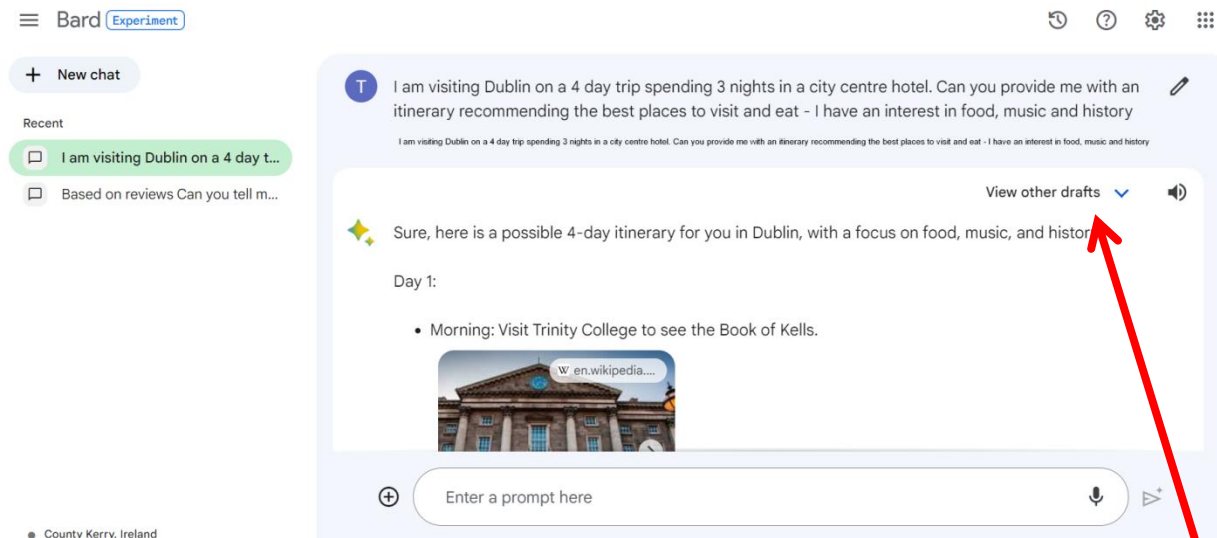 Bard Experiment
New chat
Recent
I am visiting Dublin on a 4 day t...
Based on reviews Can you tell m...
County Kerry, Ireland
T
I am visiting Dublin on a 4 day trip spending 3 nights in a city centre hotel. Can you provide me with an
itinerary recommending the best places to visit and eat - I have an interest in food, music and history
I am visiting Dublin on a 4 day trip spending 3 nights in a city centre hotel. Can you provide me with an itinerary recommending the best places to visit and eat - I have an interest in food, music and history
View other drafts
Sure, here is a possible 4-day itinerary for you in Dublin, with a focus on food, music, and histor
Day 1:
• Morning: Visit Trinity College to see the Book of Kells.
W en.wikipedia....
Enter a prompt here